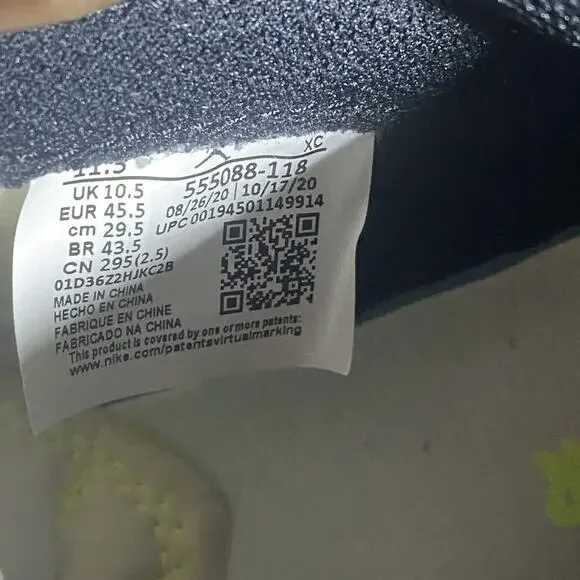 11.5
XC
UK 10.5
EUR 45.5
cm 29.5
BR 43.5
CN 295(2.5)
01D36Z2HJKC2B
555088-118
08/26/20 | 10/17/20
UPC 00194501149914
MADE IN CHINA
HECHO EN CHINA
FABRIQUE EN CHINE
FABRICADO NA CHINA
This product is covered by one or more patents:
www.nike.com/patentsvirtualmarking